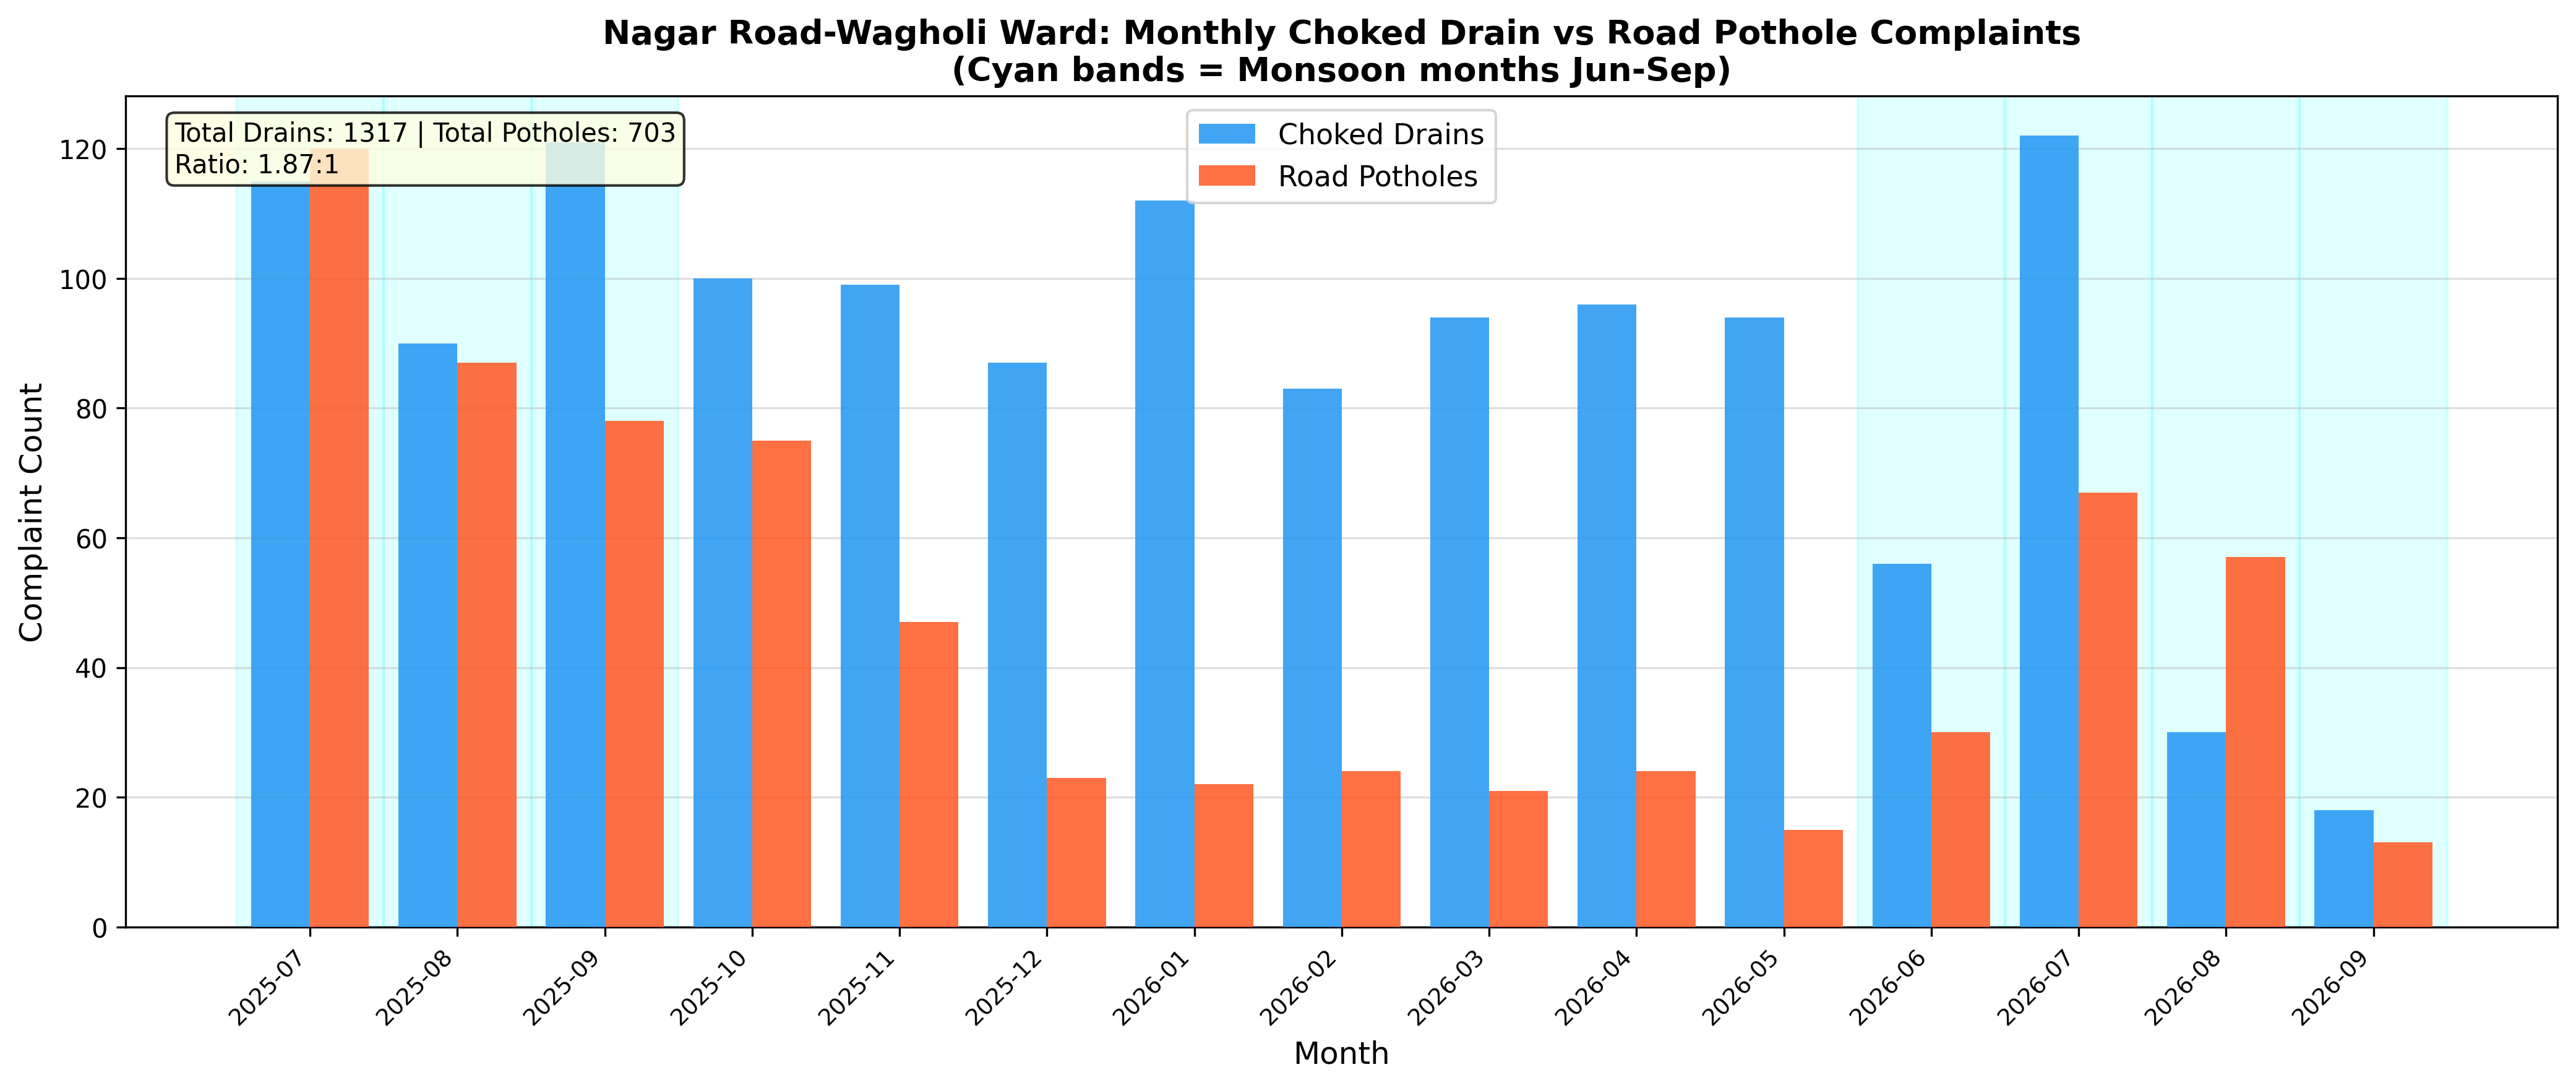 Nagar Road-Wagholi Ward: Monthly Choked Drain vs Road Pothole Complaints
(Cyan bands = Monsoon months Jun-Sep)
Total Drains: 1317 | Total Potholes: 703
Ratio: 1.87:1
Choked Drains
Road Potholes
Complaint Count
120
100
80
60
40
20
0
2025-07
2025-08
2025-09
2025-10
2025-11
2025-12
2026-01
2026-02
2026-03
2026-04
2026-05
2026-06
2026-07
2026-08
2026-09
Month